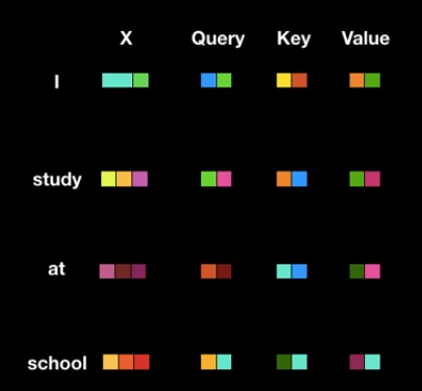 X Query Key Value
I
study
at
school